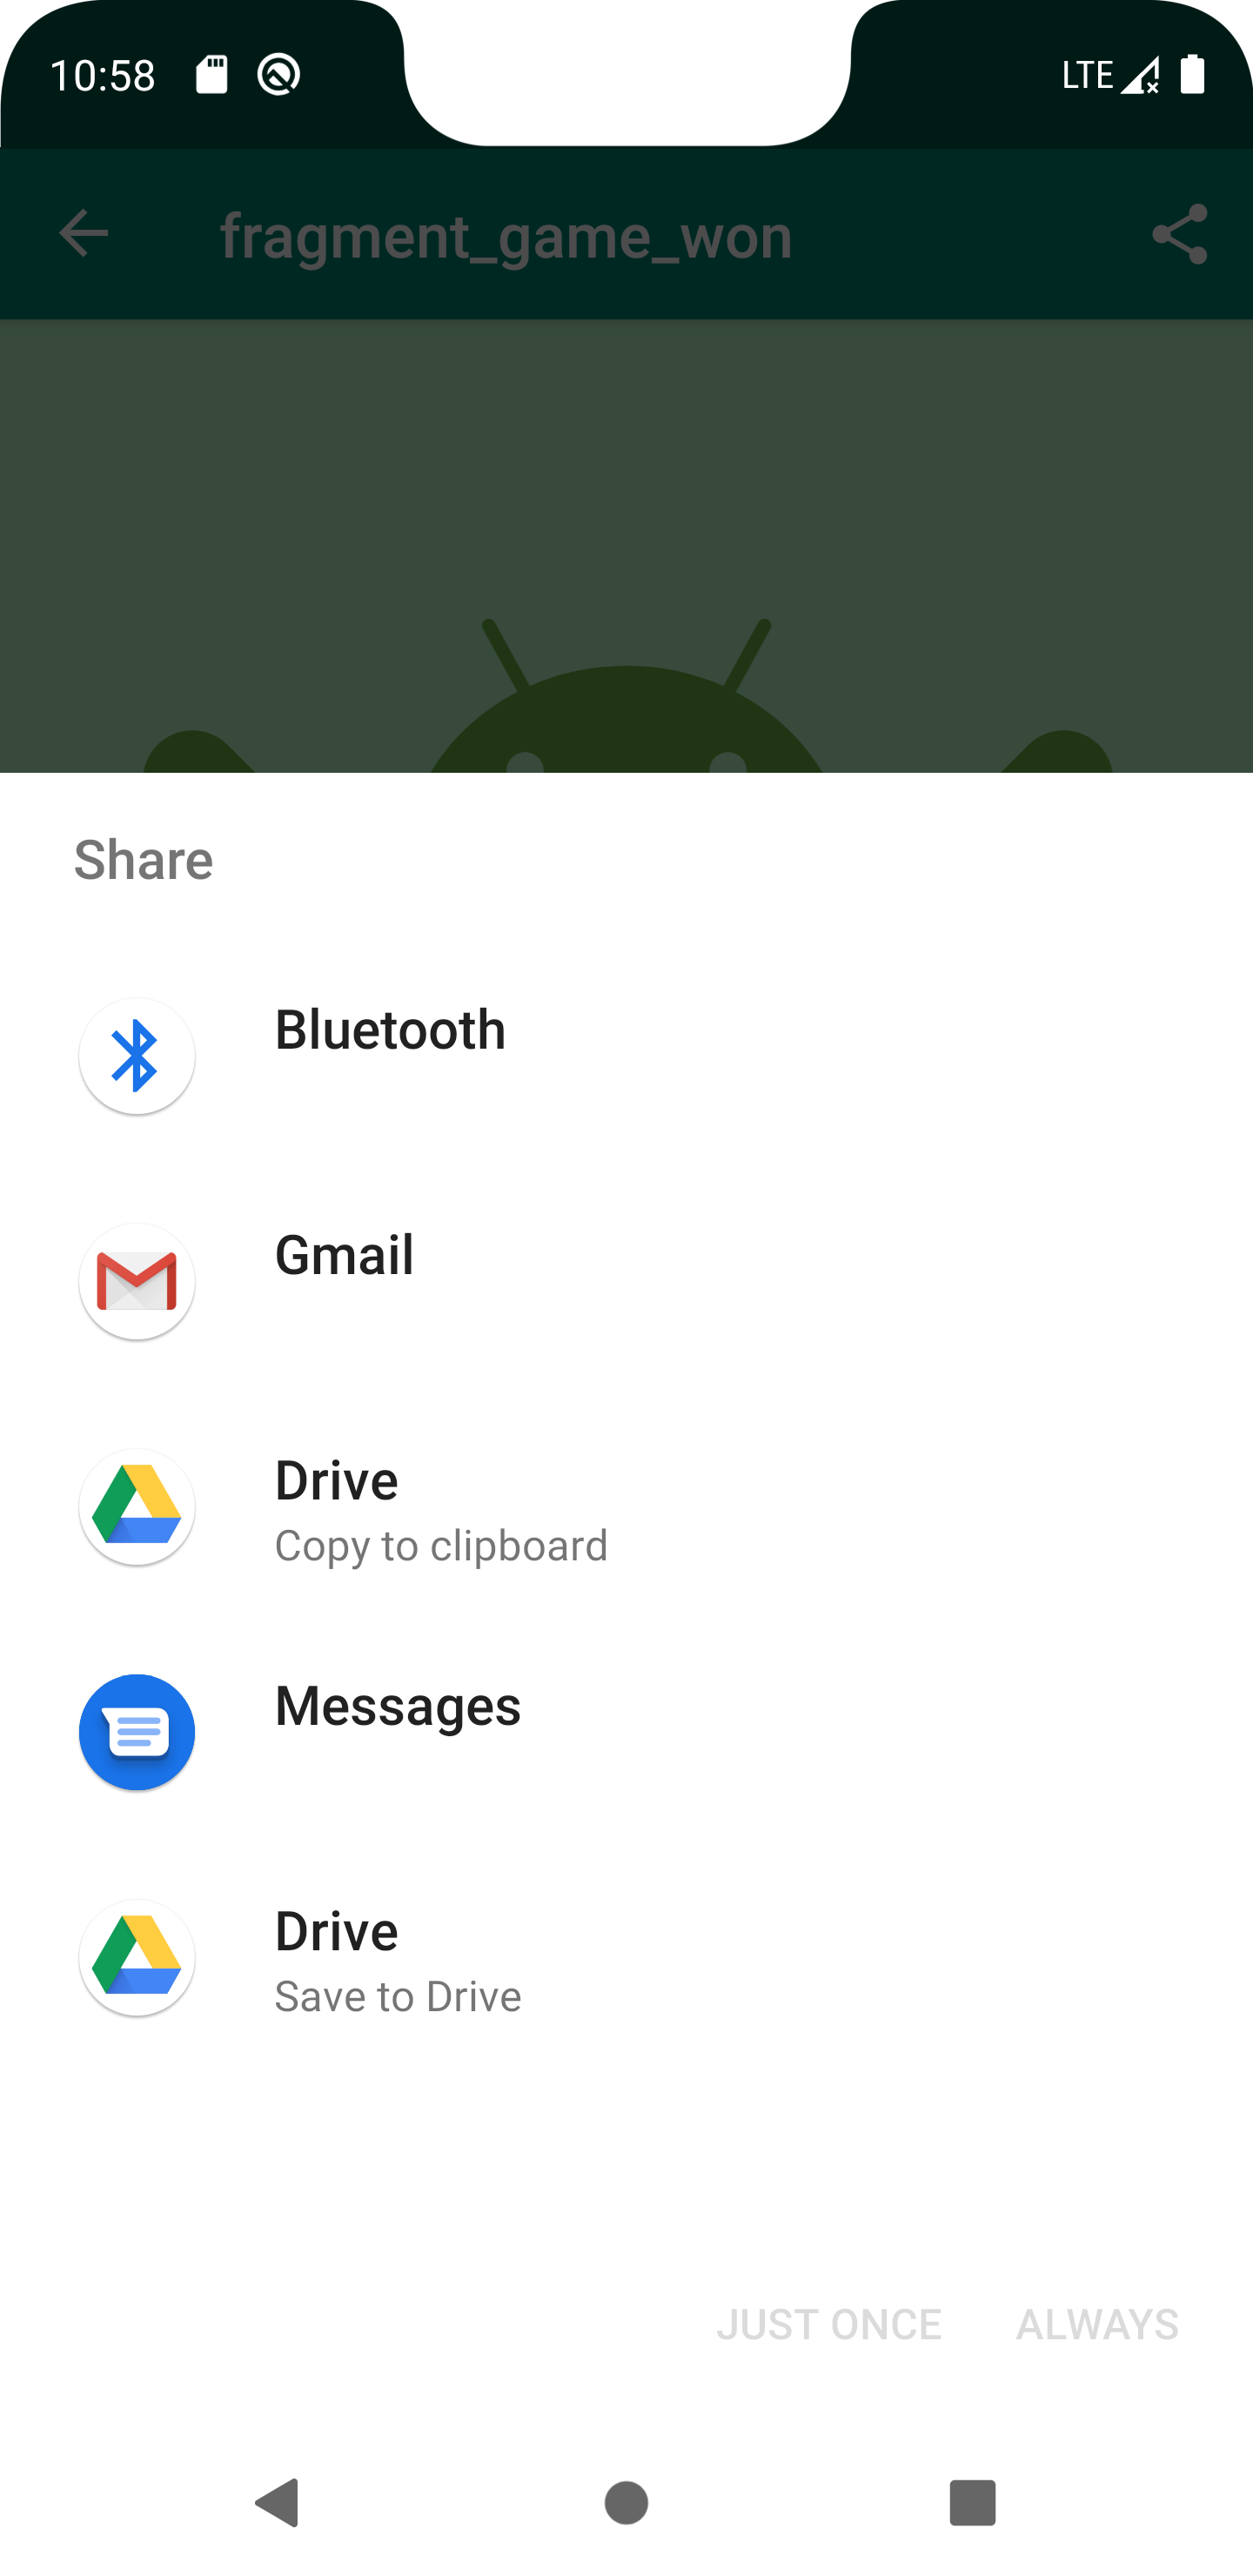 10:58
LTE
fragment_game_won
Share
Bluetooth
Gmail
Drive
Copy to clipboard
Messages
Drive
Save to Drive
JUST ONCE ALWAYS